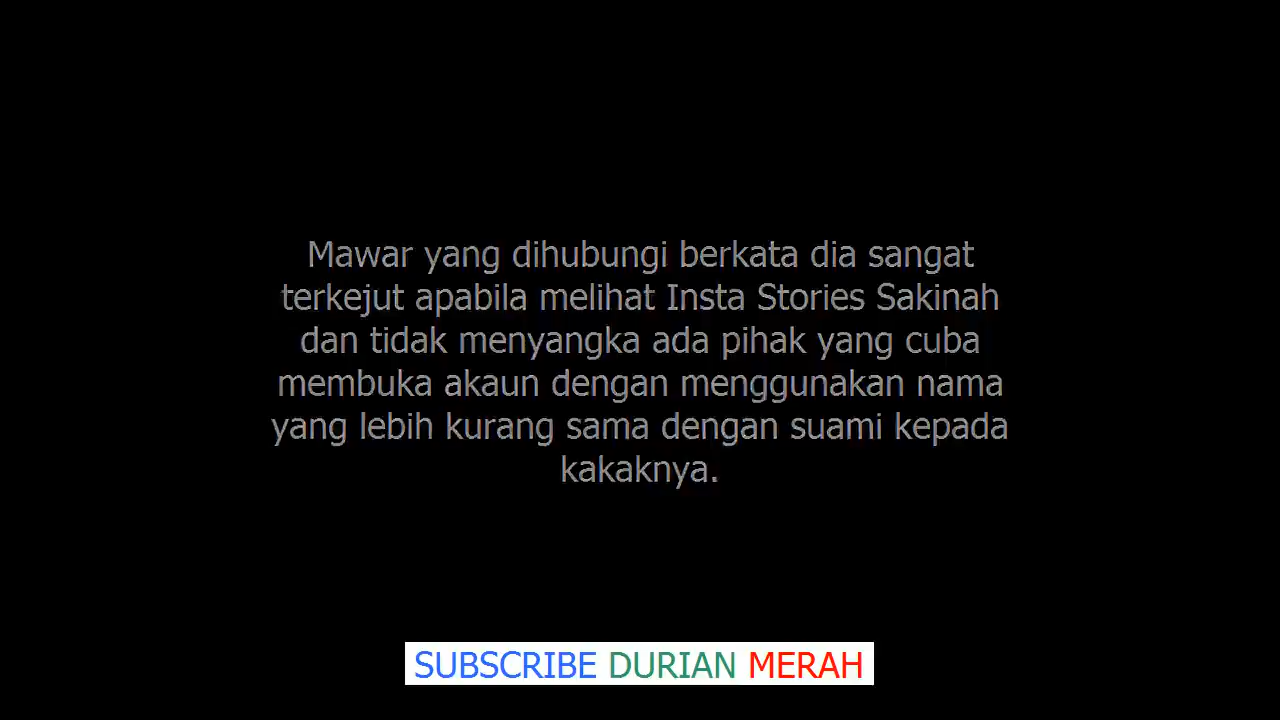 Mawar yang dihubungi berkata dia sangat
terkejut apabila melihat Insta Stories Sakinah
dan tidak menyangka ada pihak yang cuba
membuka akaun dengan menggunakan nama
yang lebih kurang sama dengan suami kepada
kakaknya.
SUBSCRIBE DURIAN MERAH